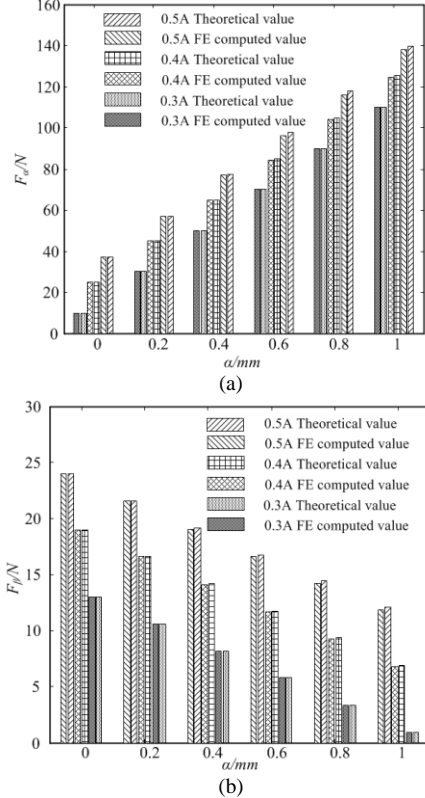 160
140
120
100
80
60
40
20
0
Fα/N
0.5A Theoretical value
0.5A FE computed value
0.4A Theoretical value
0.4A FE computed value
0.3A Theoretical value
0.3A FE computed value
0 0.2 0.4 0.6 0.8 1
α/mm
(a)
30
25
20
15
10
5
0
Fβ/N
0.5A Theoretical value
0.5A FE computed value
0.4A Theoretical value
0.4A FE computed value
0.3A Theoretical value
0.3A FE computed value
0 0.2 0.4 0.6 0.8 1
α/mm
(b)